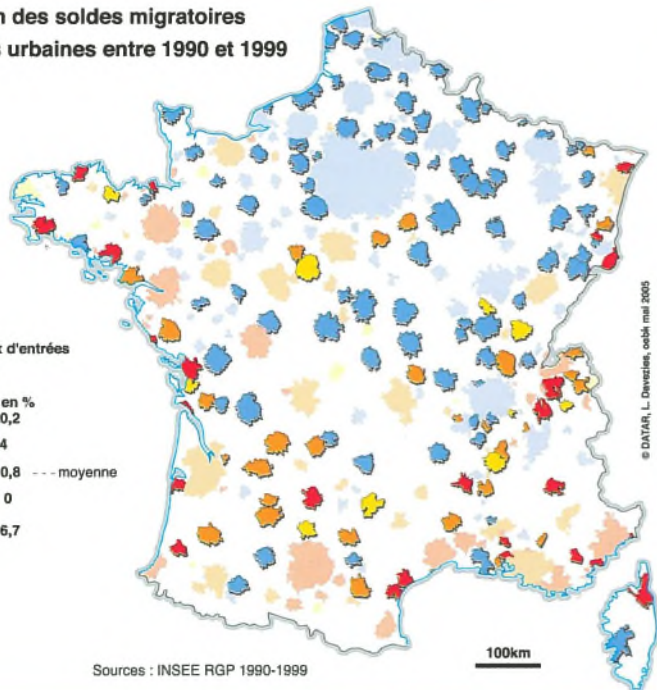 n des soldes migratoires
s urbaines entre 1990 et 1999
x d'entrées
en %
0,2
4
0,8 --- moyenne
0
6,7
© DATAR, L. Davezies, oebk mai 2005
100km
Sources : INSEE RGP 1990-1999